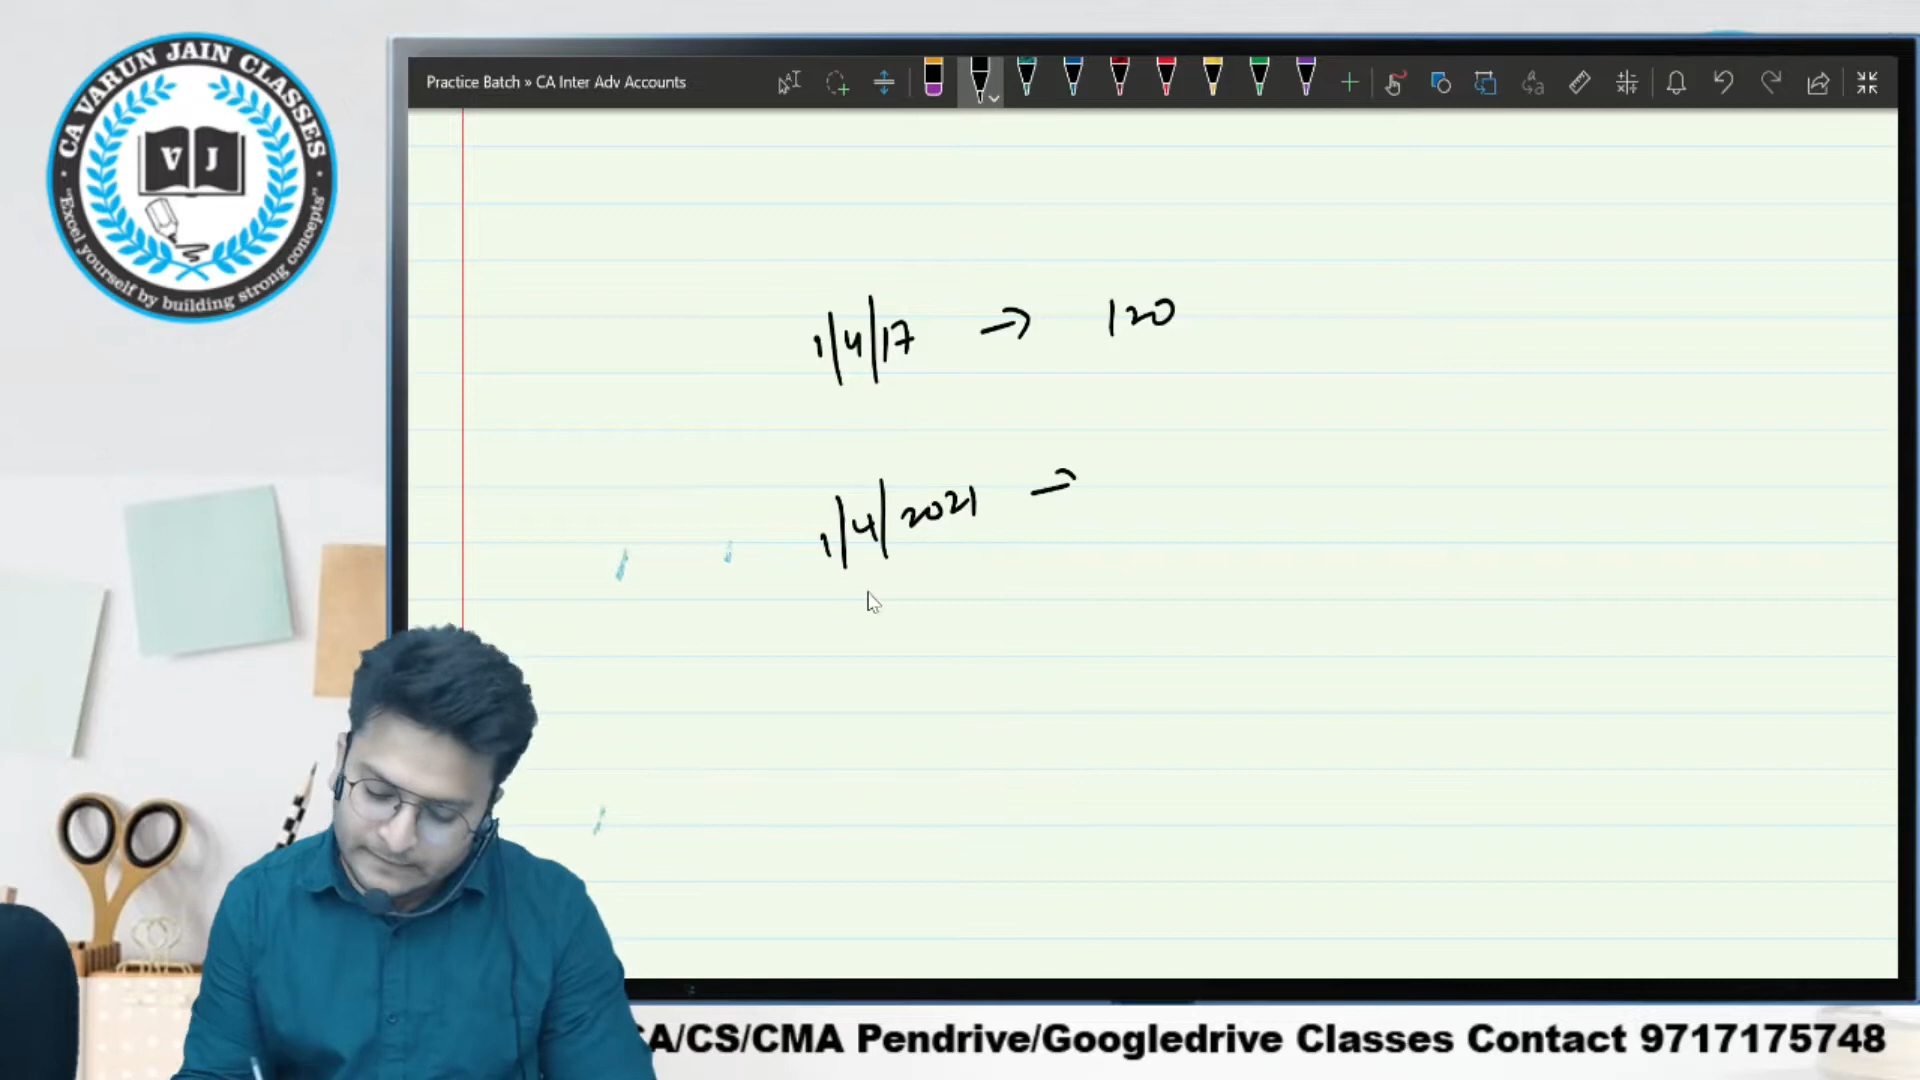 CA VARUN JAIN CLASSES
V J
"Excel yourself by building strong concepts"
Practice Batch » CA Inter Adv Accounts
1|4|17 → 120
1|4|2021 →
CA/CS/CMA Pendrive/Googledrive Classes Contact 9717175748